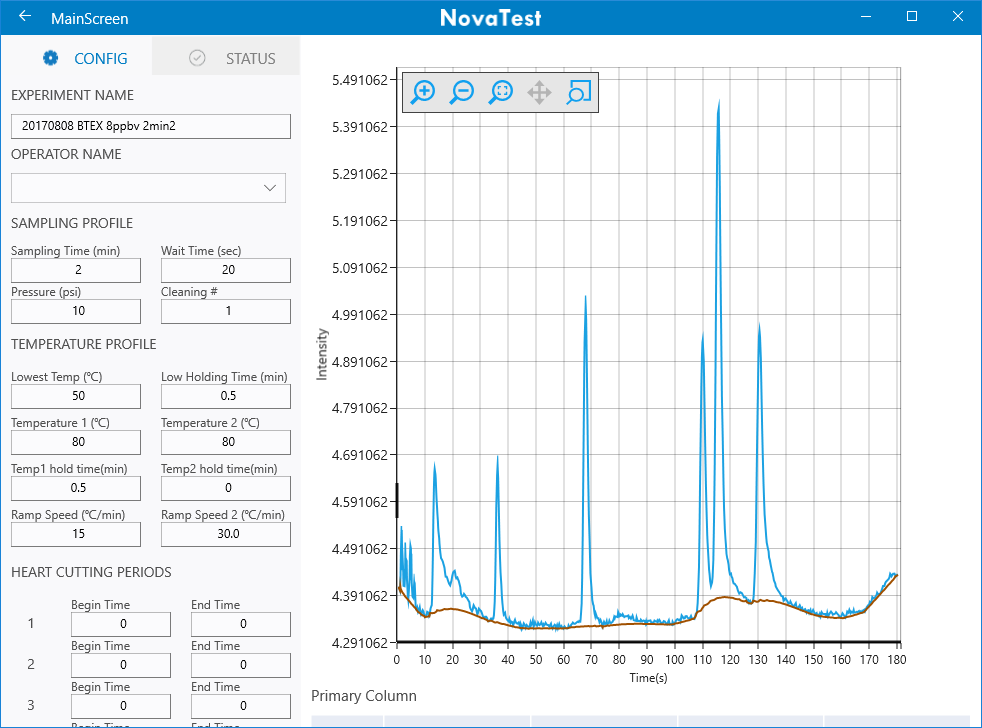 MainScreen
NovaTest
CONFIG
STATUS
EXPERIMENT NAME
20170808 BTEX 8ppbv 2min2
OPERATOR NAME
SAMPLING PROFILE
Sampling Time (min) Wait Time (sec)
2 20
Pressure (psi) Cleaning #
10 1
TEMPERATURE PROFILE
Lowest Temp (℃) Low Holding Time (min)
50 0.5
Temperature 1 (℃) Temperature 2 (℃)
80 80
Temp1 hold time(min) Temp2 hold time(min)
0.5 0
Ramp Speed (℃/min) Ramp Speed 2 (℃/min)
15 30.0
HEART CUTTING PERIODS
Begin Time End Time
1 0 0
Begin Time End Time
2 0 0
Begin Time End Time
3 0 0
Begin Time End Time
5.491062
5.391062
5.291062
5.191062
5.091062
4.991062
4.891062
4.791062
4.691062
4.591062
4.491062
4.391062
4.291062
Intensity
0 10 20 30 40 50 60 70 80 90 100 110 120 130 140 150 160 170 180
Time(s)
Primary Column